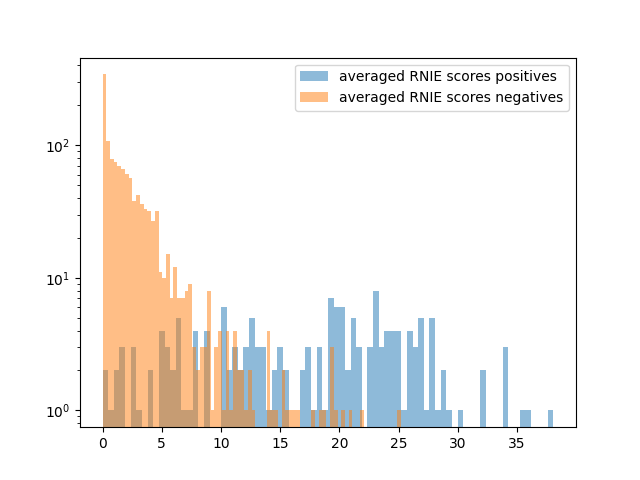 averaged RNIE scores positives
averaged RNIE scores negatives
10²
10¹
10⁰
0 5 10 15 20 25 30 35